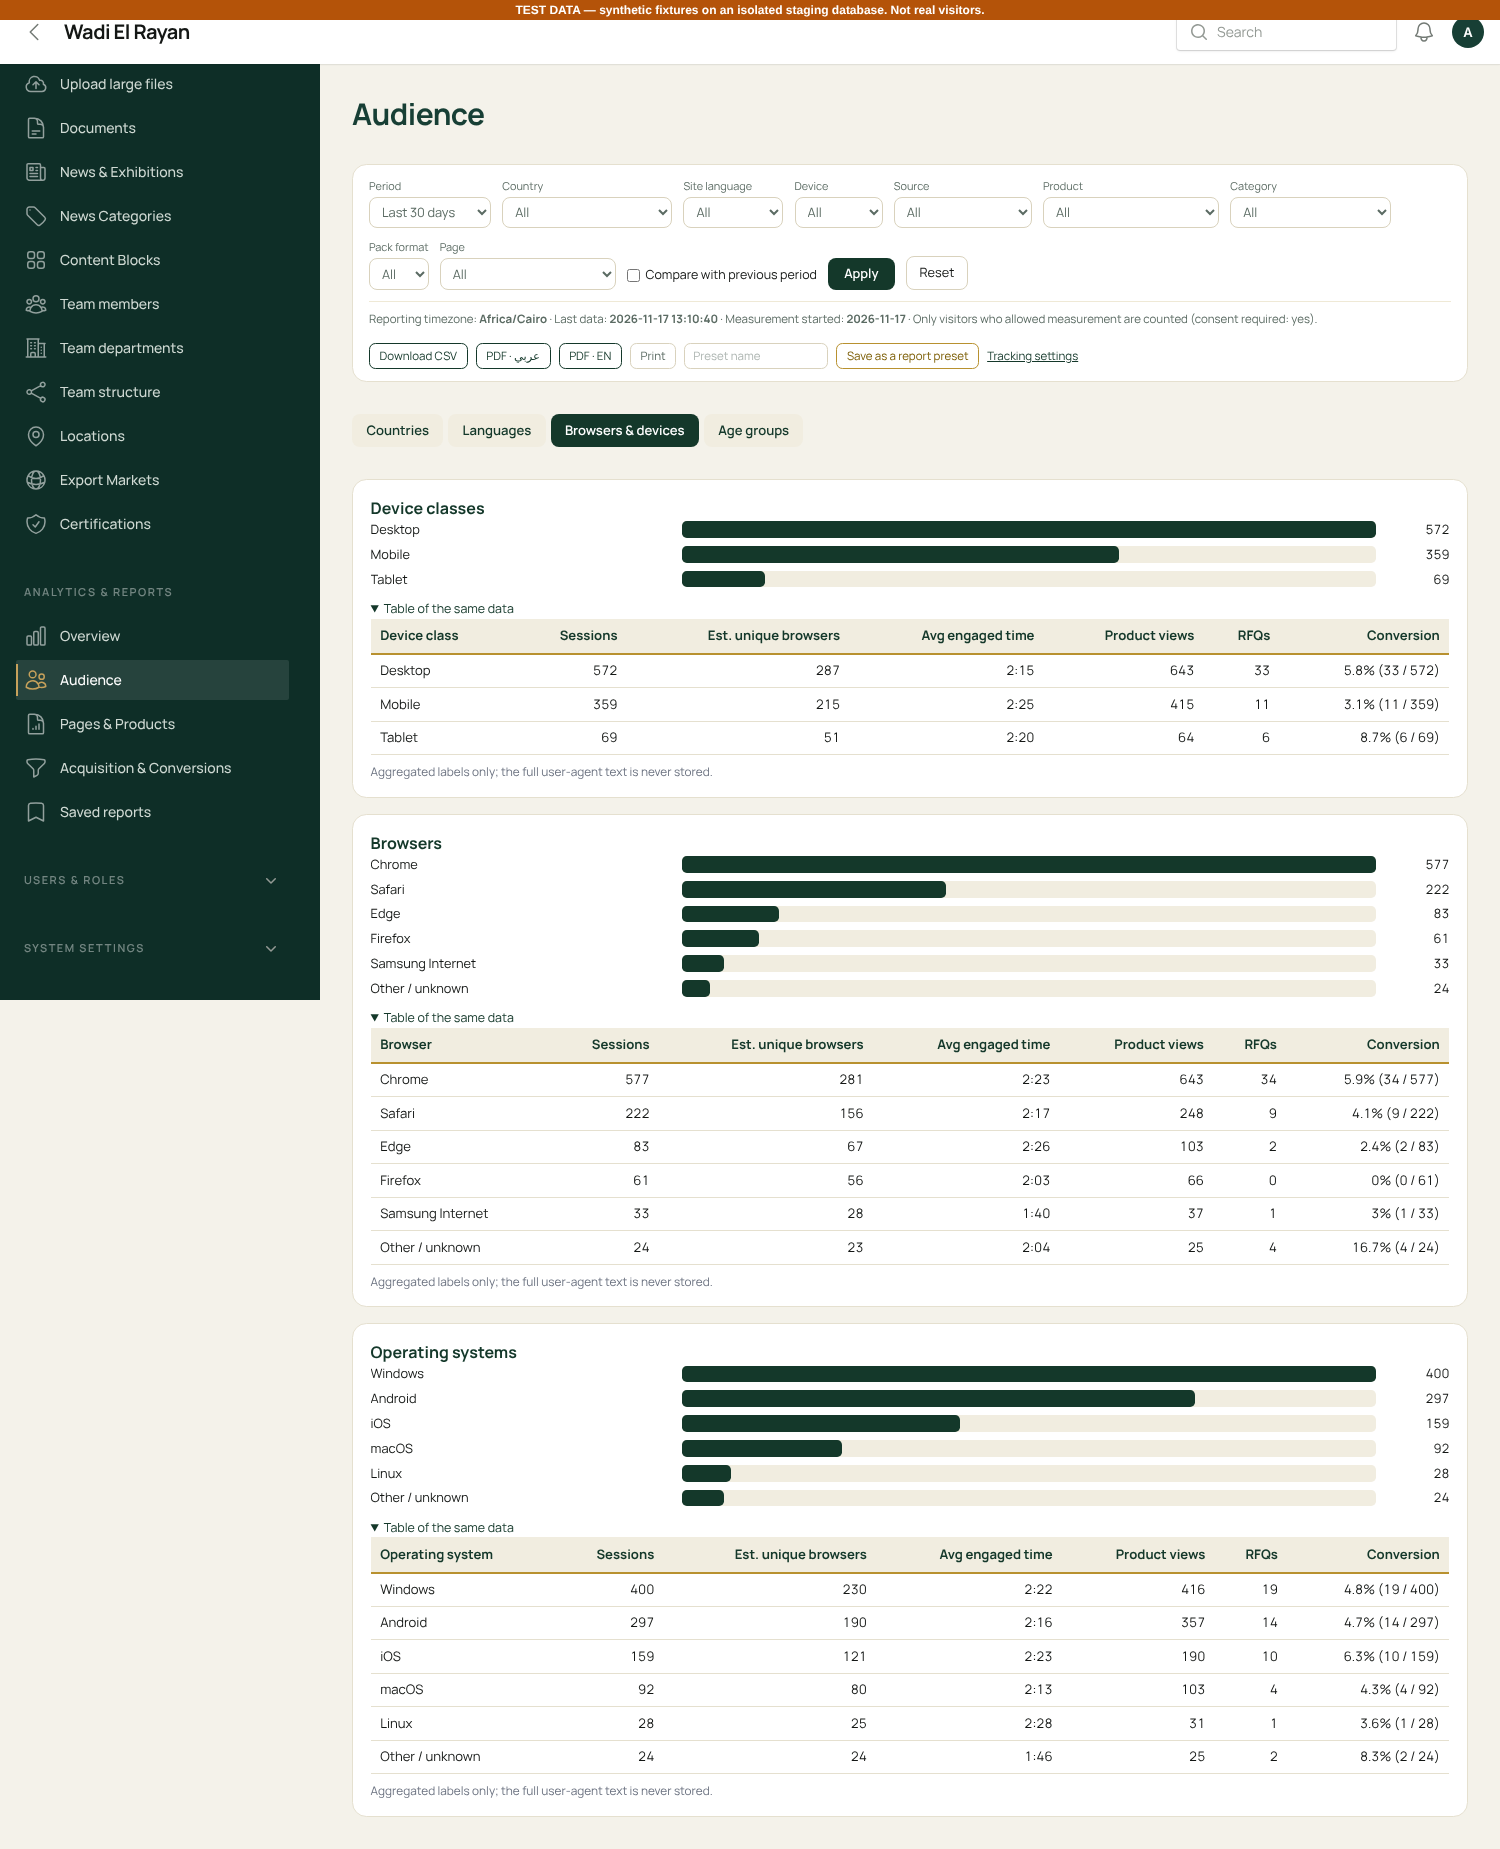 TEST DATA — synthetic fixtures on an isolated staging database. Not real visitors.
Wadi El Rayan
Search
A
Upload large files
Documents
News & Exhibitions
News Categories
Content Blocks
Team members
Team departments
Team structure
Locations
Export Markets
Certifications
ANALYTICS & REPORTS
Overview
Audience
Pages & Products
Acquisition & Conversions
Saved reports
USERS & ROLES
SYSTEM SETTINGS
Audience
Period Country Site language Device Source Product Category
Last 30 days All All All All All All
Pack format Page
All All Compare with previous period Apply Reset
Reporting timezone: Africa/Cairo · Last data: 2026-11-17 13:10:40 · Measurement started: 2026-11-17 · Only visitors who allowed measurement are counted (consent required: yes).
Download CSV PDF · عربي PDF · EN Print Preset name Save as a report preset Tracking settings
Countries Languages Browsers & devices Age groups
Device classes
Desktop 572
Mobile 359
Tablet 69
▼ Table of the same data
Device class Sessions Est. unique browsers Avg engaged time Product views RFQs Conversion
Desktop 572 287 2:15 643 33 5.8% (33 / 572)
Mobile 359 215 2:25 415 11 3.1% (11 / 359)
Tablet 69 51 2:20 64 6 8.7% (6 / 69)
Aggregated labels only; the full user-agent text is never stored.
Browsers
Chrome 577
Safari 222
Edge 83
Firefox 61
Samsung Internet 33
Other / unknown 24
▼ Table of the same data
Browser Sessions Est. unique browsers Avg engaged time Product views RFQs Conversion
Chrome 577 281 2:23 643 34 5.9% (34 / 577)
Safari 222 156 2:17 248 9 4.1% (9 / 222)
Edge 83 67 2:26 103 2 2.4% (2 / 83)
Firefox 61 56 2:03 66 0 0% (0 / 61)
Samsung Internet 33 28 1:40 37 1 3% (1 / 33)
Other / unknown 24 23 2:04 25 4 16.7% (4 / 24)
Aggregated labels only; the full user-agent text is never stored.
Operating systems
Windows 400
Android 297
iOS 159
macOS 92
Linux 28
Other / unknown 24
▼ Table of the same data
Operating system Sessions Est. unique browsers Avg engaged time Product views RFQs Conversion
Windows 400 230 2:22 416 19 4.8% (19 / 400)
Android 297 190 2:16 357 14 4.7% (14 / 297)
iOS 159 121 2:23 190 10 6.3% (10 / 159)
macOS 92 80 2:13 103 4 4.3% (4 / 92)
Linux 28 25 2:28 31 1 3.6% (1 / 28)
Other / unknown 24 24 1:46 25 2 8.3% (2 / 24)
Aggregated labels only; the full user-agent text is never stored.